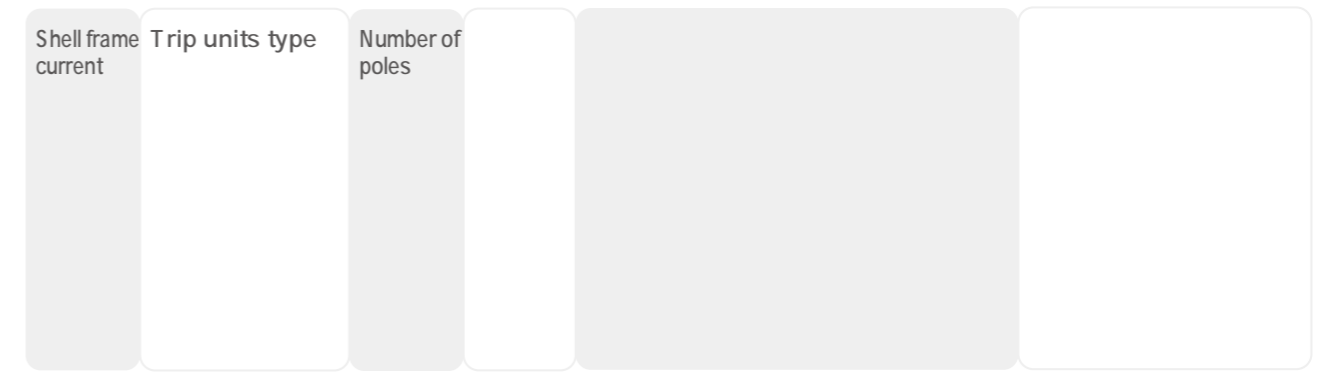 Shell frame
current
Trip units type
Number of
poles